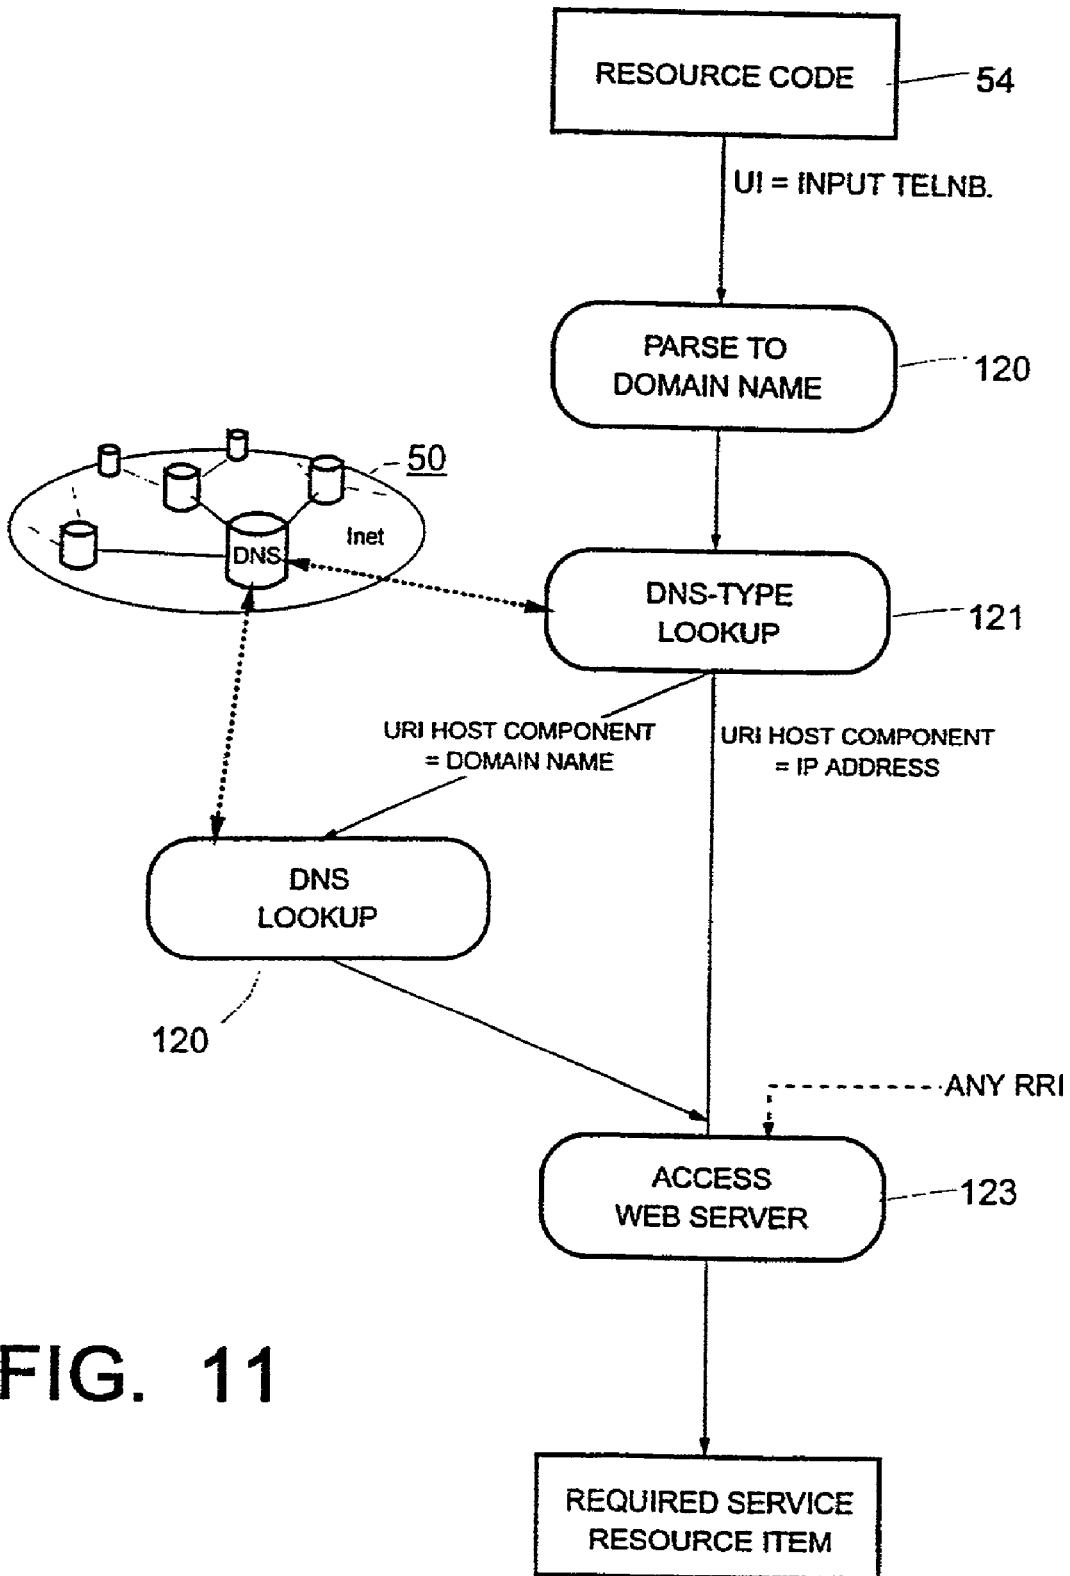 RESOURCE CODE
54
UI = INPUT TELNB.
PARSE TO
DOMAIN NAME
120
50
Inet
DNS
DNS-TYPE
LOOKUP
121
URI HOST COMPONENT
= DOMAIN NAME
URI HOST COMPONENT
= IP ADDRESS
DNS
LOOKUP
120
ANY RRI
ACCESS
WEB SERVER
123
FIG. 11
REQUIRED SERVICE
RESOURCE ITEM